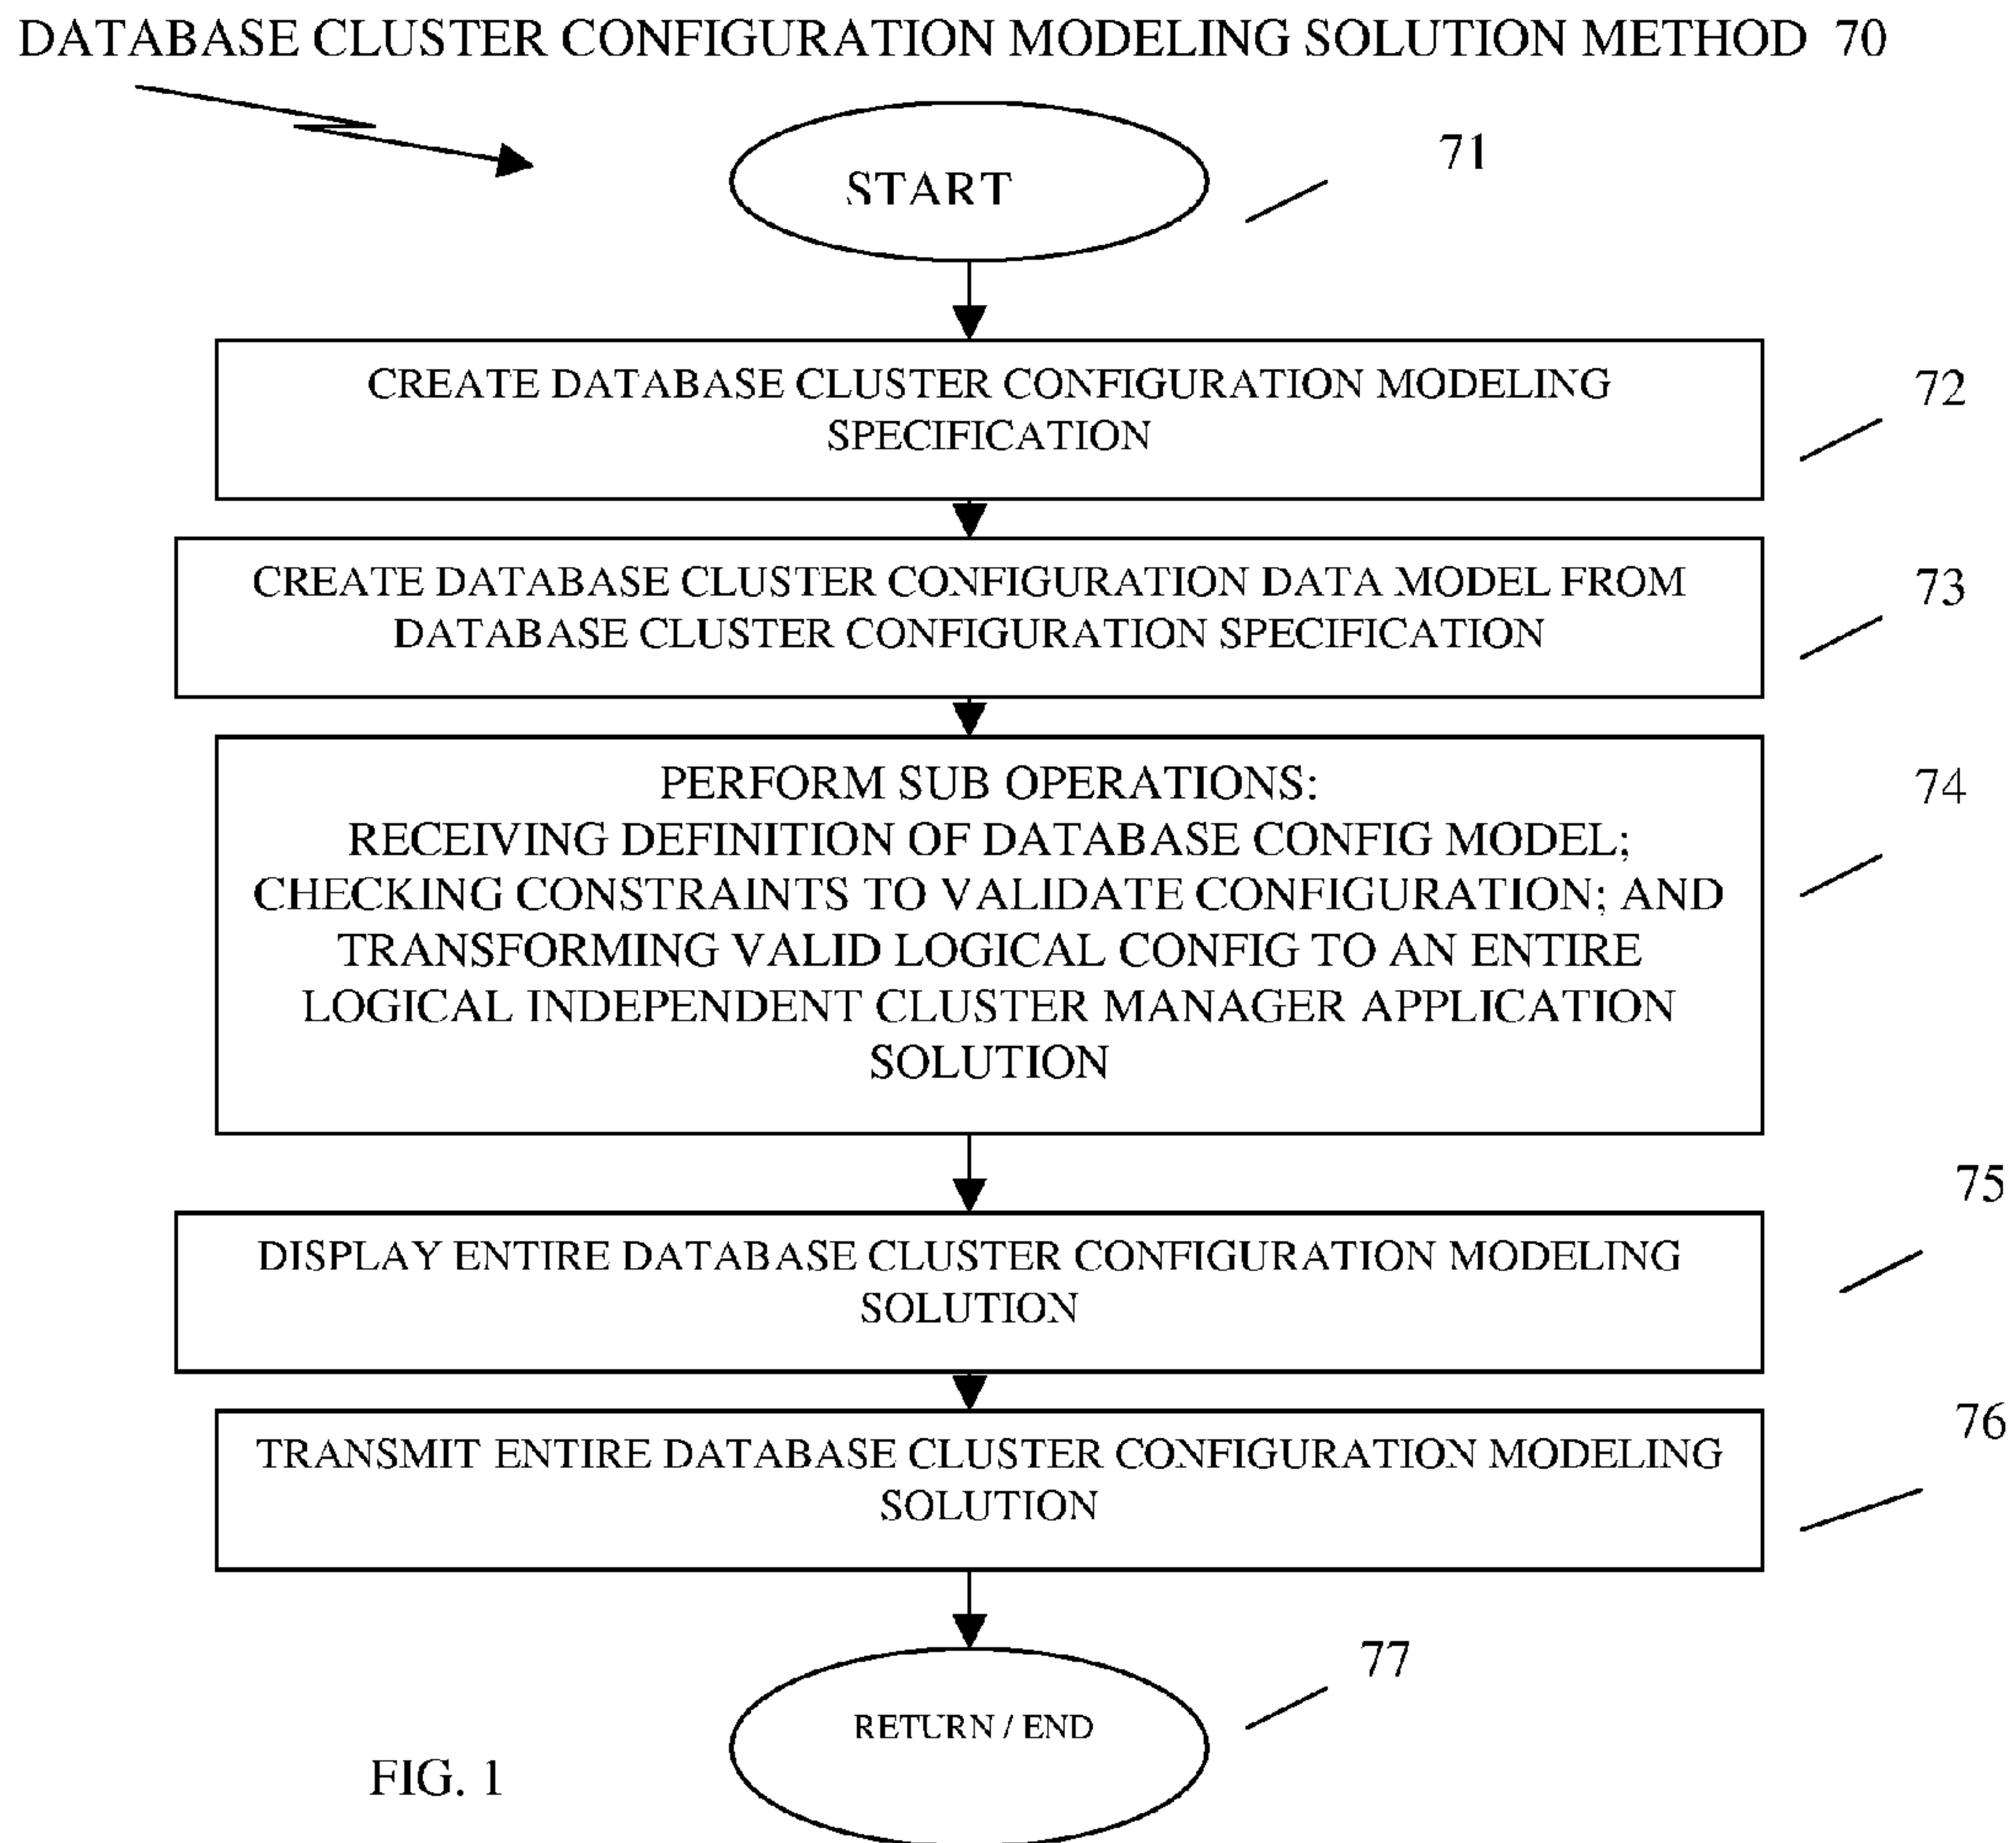 DATABASE CLUSTER CONFIGURATION MODELING SOLUTION METHOD 70
START
71
CREATE DATABASE CLUSTER CONFIGURATION MODELING
SPECIFICATION
72
CREATE DATABASE CLUSTER CONFIGURATION DATA MODEL FROM
DATABASE CLUSTER CONFIGURATION SPECIFICATION
73
PERFORM SUB OPERATIONS:
RECEIVING DEFINITION OF DATABASE CONFIG MODEL;
CHECKING CONSTRAINTS TO VALIDATE CONFIGURATION; AND
TRANSFORMING VALID LOGICAL CONFIG TO AN ENTIRE
LOGICAL INDEPENDENT CLUSTER MANAGER APPLICATION
SOLUTION
74
DISPLAY ENTIRE DATABASE CLUSTER CONFIGURATION MODELING
SOLUTION
75
TRANSMIT ENTIRE DATABASE CLUSTER CONFIGURATION MODELING
SOLUTION
76
RETURN / END
77
FIG. 1